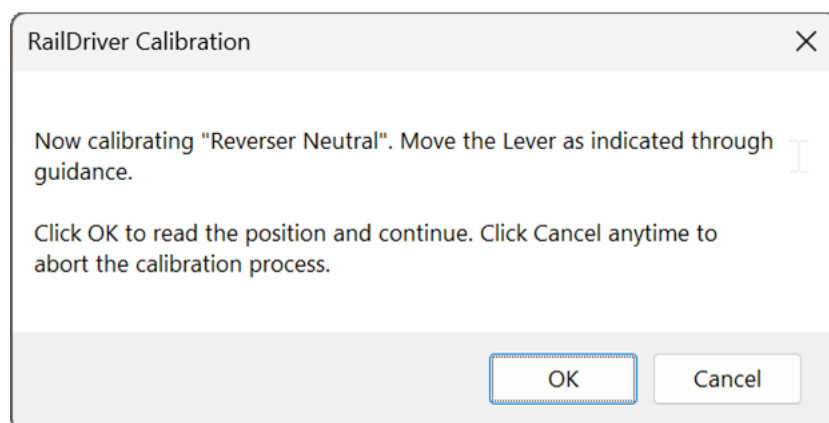 RailDriver Calibration
Now calibrating "Reverser Neutral". Move the Lever as indicated through
guidance.
Click OK to read the position and continue. Click Cancel anytime to
abort the calibration process.
OK
Cancel